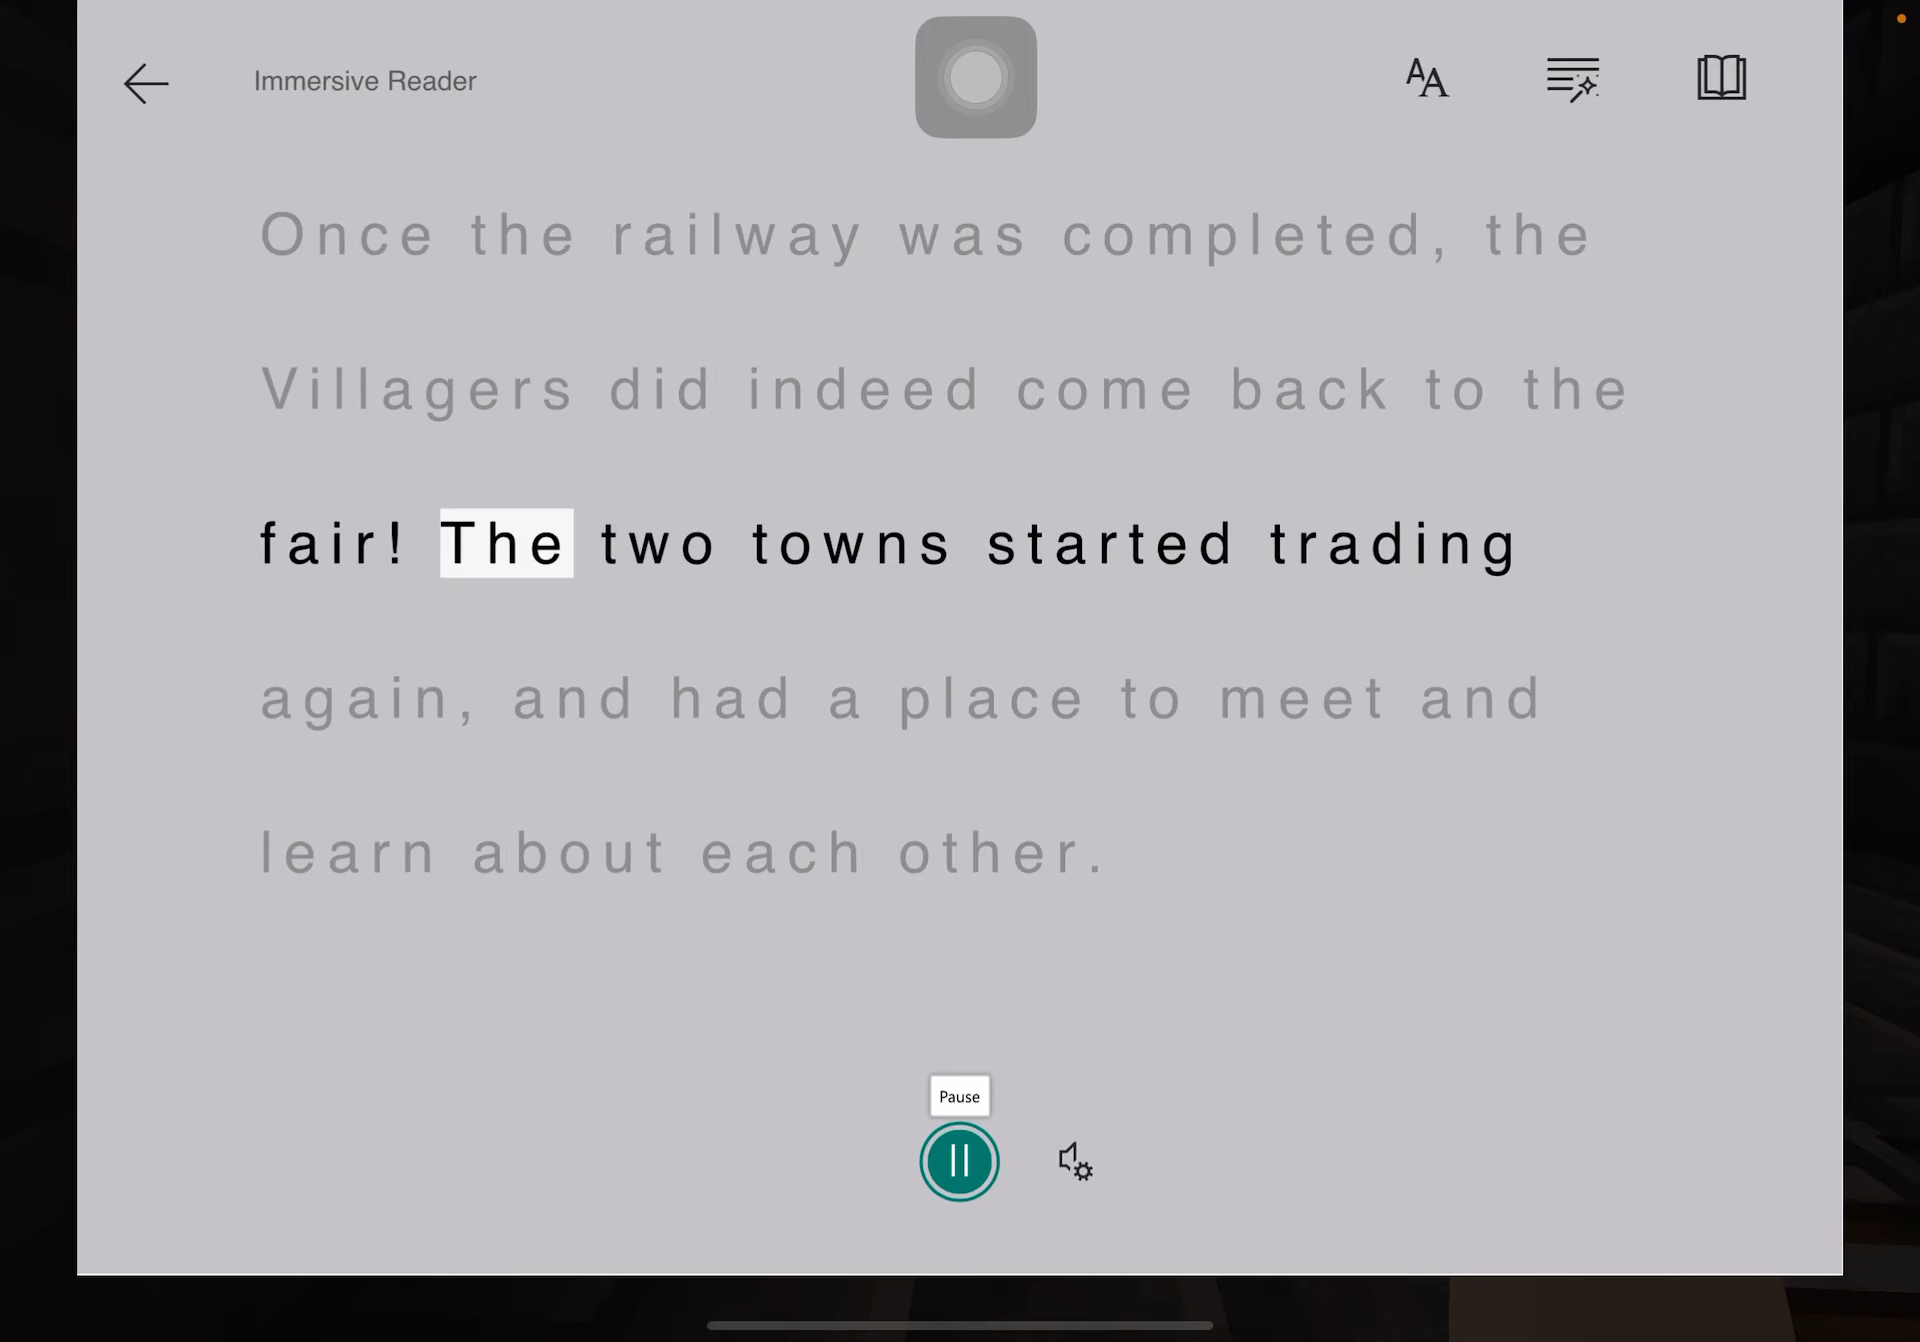 Immersive Reader
Once the railway was completed, the
Villagers did indeed come back to the
fair! The two towns started trading
again, and had a place to meet and
learn about each other.
Pause